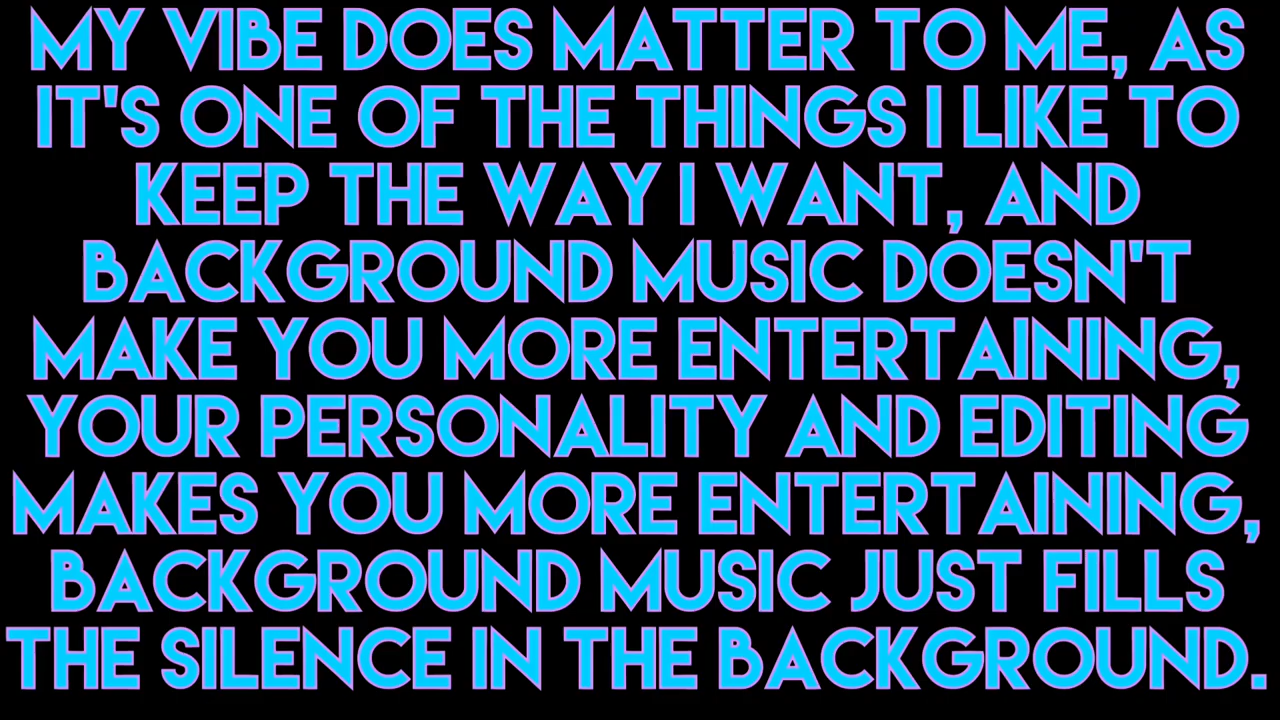 MY VIBE DOES MATTER TO ME, AS
IT'S ONE OF THE THINGS I LIKE TO
KEEP THE WAY I WANT, AND
BACKGROUND MUSIC DOESN'T
MAKE YOU MORE ENTERTAINING,
YOUR PERSONALITY AND EDITING
MAKES YOU MORE ENTERTAINING,
BACKGROUND MUSIC JUST FILLS
THE SILENCE IN THE BACKGROUND.